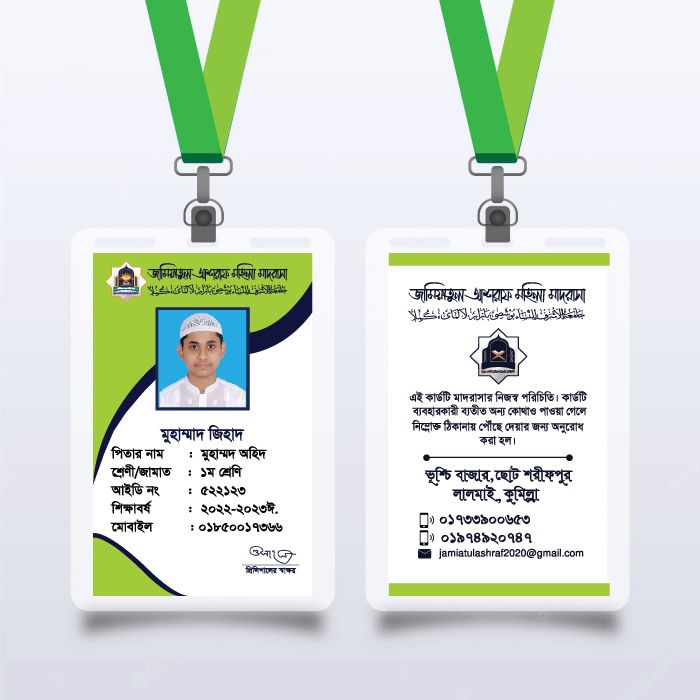 জামিয়াতুল আশরাফ মহিলা মাদরাসা
মুহাম্মাদ জিহাদ
পিতার নাম : মুহাম্মদ অহিদ
শ্রেণী/জামাত : ১ম শ্রেণি
আইডি নং : ৫২২১২৩
শিক্ষাবর্ষ : ২০২২-২০২৩ঈ.
মোবাইল : ০১৮৫০০১৭৩৬৬
প্রিন্সিপালের স্বাক্ষর
জামিয়াতুল আশরাফ মহিলা মাদরাসা
এই কার্ডটি মাদরাসার নিজস্ব পরিচিতি। কার্ডটি
ব্যবহারকারী ব্যতীত অন্য কোথাও পাওয়া গেলে
নিম্নোক্ত ঠিকানায় পৌঁছে দেয়ার জন্য অনুরোধ
করা হল।
ভূশ্চি বাজার,ছোট শরীফপুর
লালমাই, কুমিল্লা
০১৭৩৩৯০০৬৫৩
০১৯৭৪৯২০৭৪৭
jamiatulashraf2020@gmail.com